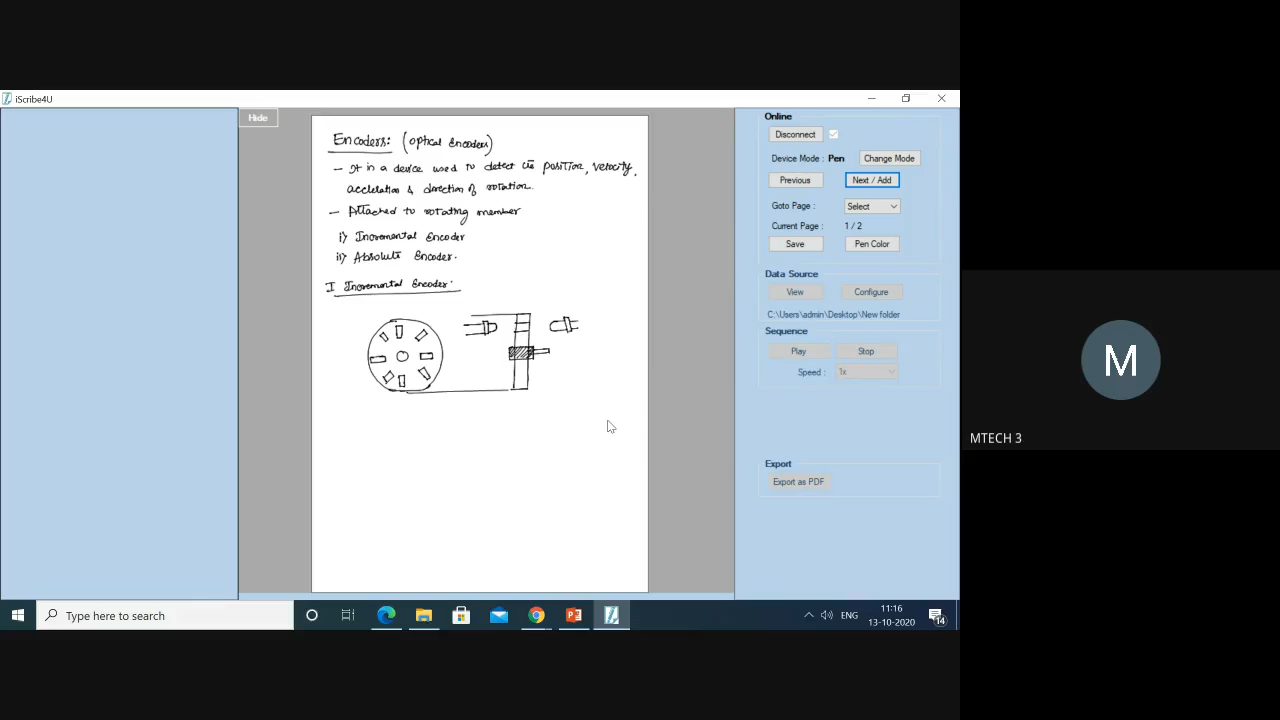 iScribe4U
Hide
Encoders: (optical Encoders)
- It is a device used to detect the position, velocity,
accleration & direction of rotation.
- Attached to rotating member
i) Incremental Encoder
ii) Absolute Encoder.
I Incremental Encoder:
Online
Disconnect
Device Mode : Pen Change Mode
Previous Next / Add
Goto Page : Select
Current Page : 1 / 2
Save Pen Color
Data Source
View Configure
C:\Users\admin\Desktop\New folder
Sequence
Play Stop
Speed : 1x
Export
Export as PDF
M
MTECH 3
Type here to search
ENG
11:16
13-10-2020
14